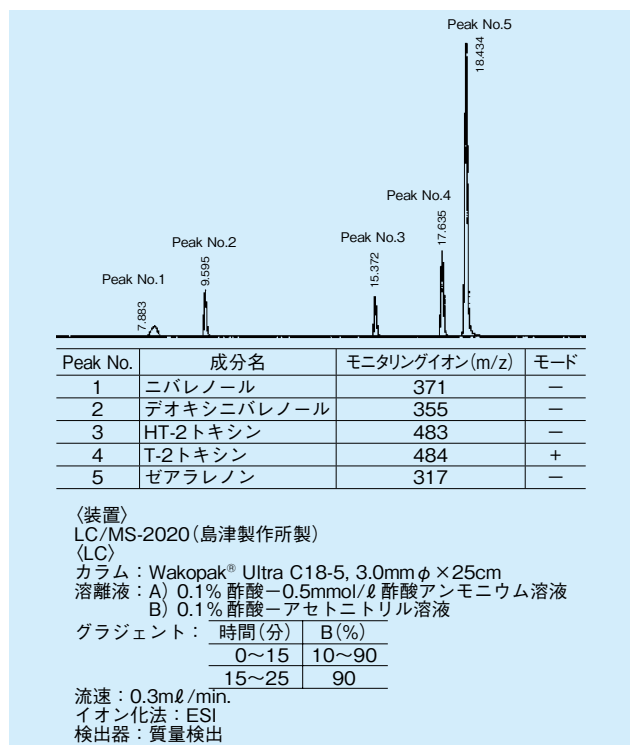 Peak No.5
18.434
Peak No.4
17.635
Peak No.3
15.372
Peak No.2
9.595
Peak No.1
7.883
Peak No. 成分名 モニタリングイオン(m/z) モード
1 ニバレノール 371 −
2 デオキシニバレノール 355 −
3 HT-2トキシン 483 −
4 T-2トキシン 484 +
5 ゼアラレノン 317 −
〈装置〉
LC/MS-2020(島津製作所製)
〈LC〉
カラム:Wakopak® Ultra C18-5, 3.0mmφ×25cm
溶離液:A) 0.1% 酢酸−0.5mmol/ℓ 酢酸アンモニウム溶液
B) 0.1% 酢酸−アセトニトリル溶液
グラジェント: 時間(分) B(%)
0〜15 10〜90
15〜25 90
流速:0.3mℓ/min.
イオン化法:ESI
検出器:質量検出